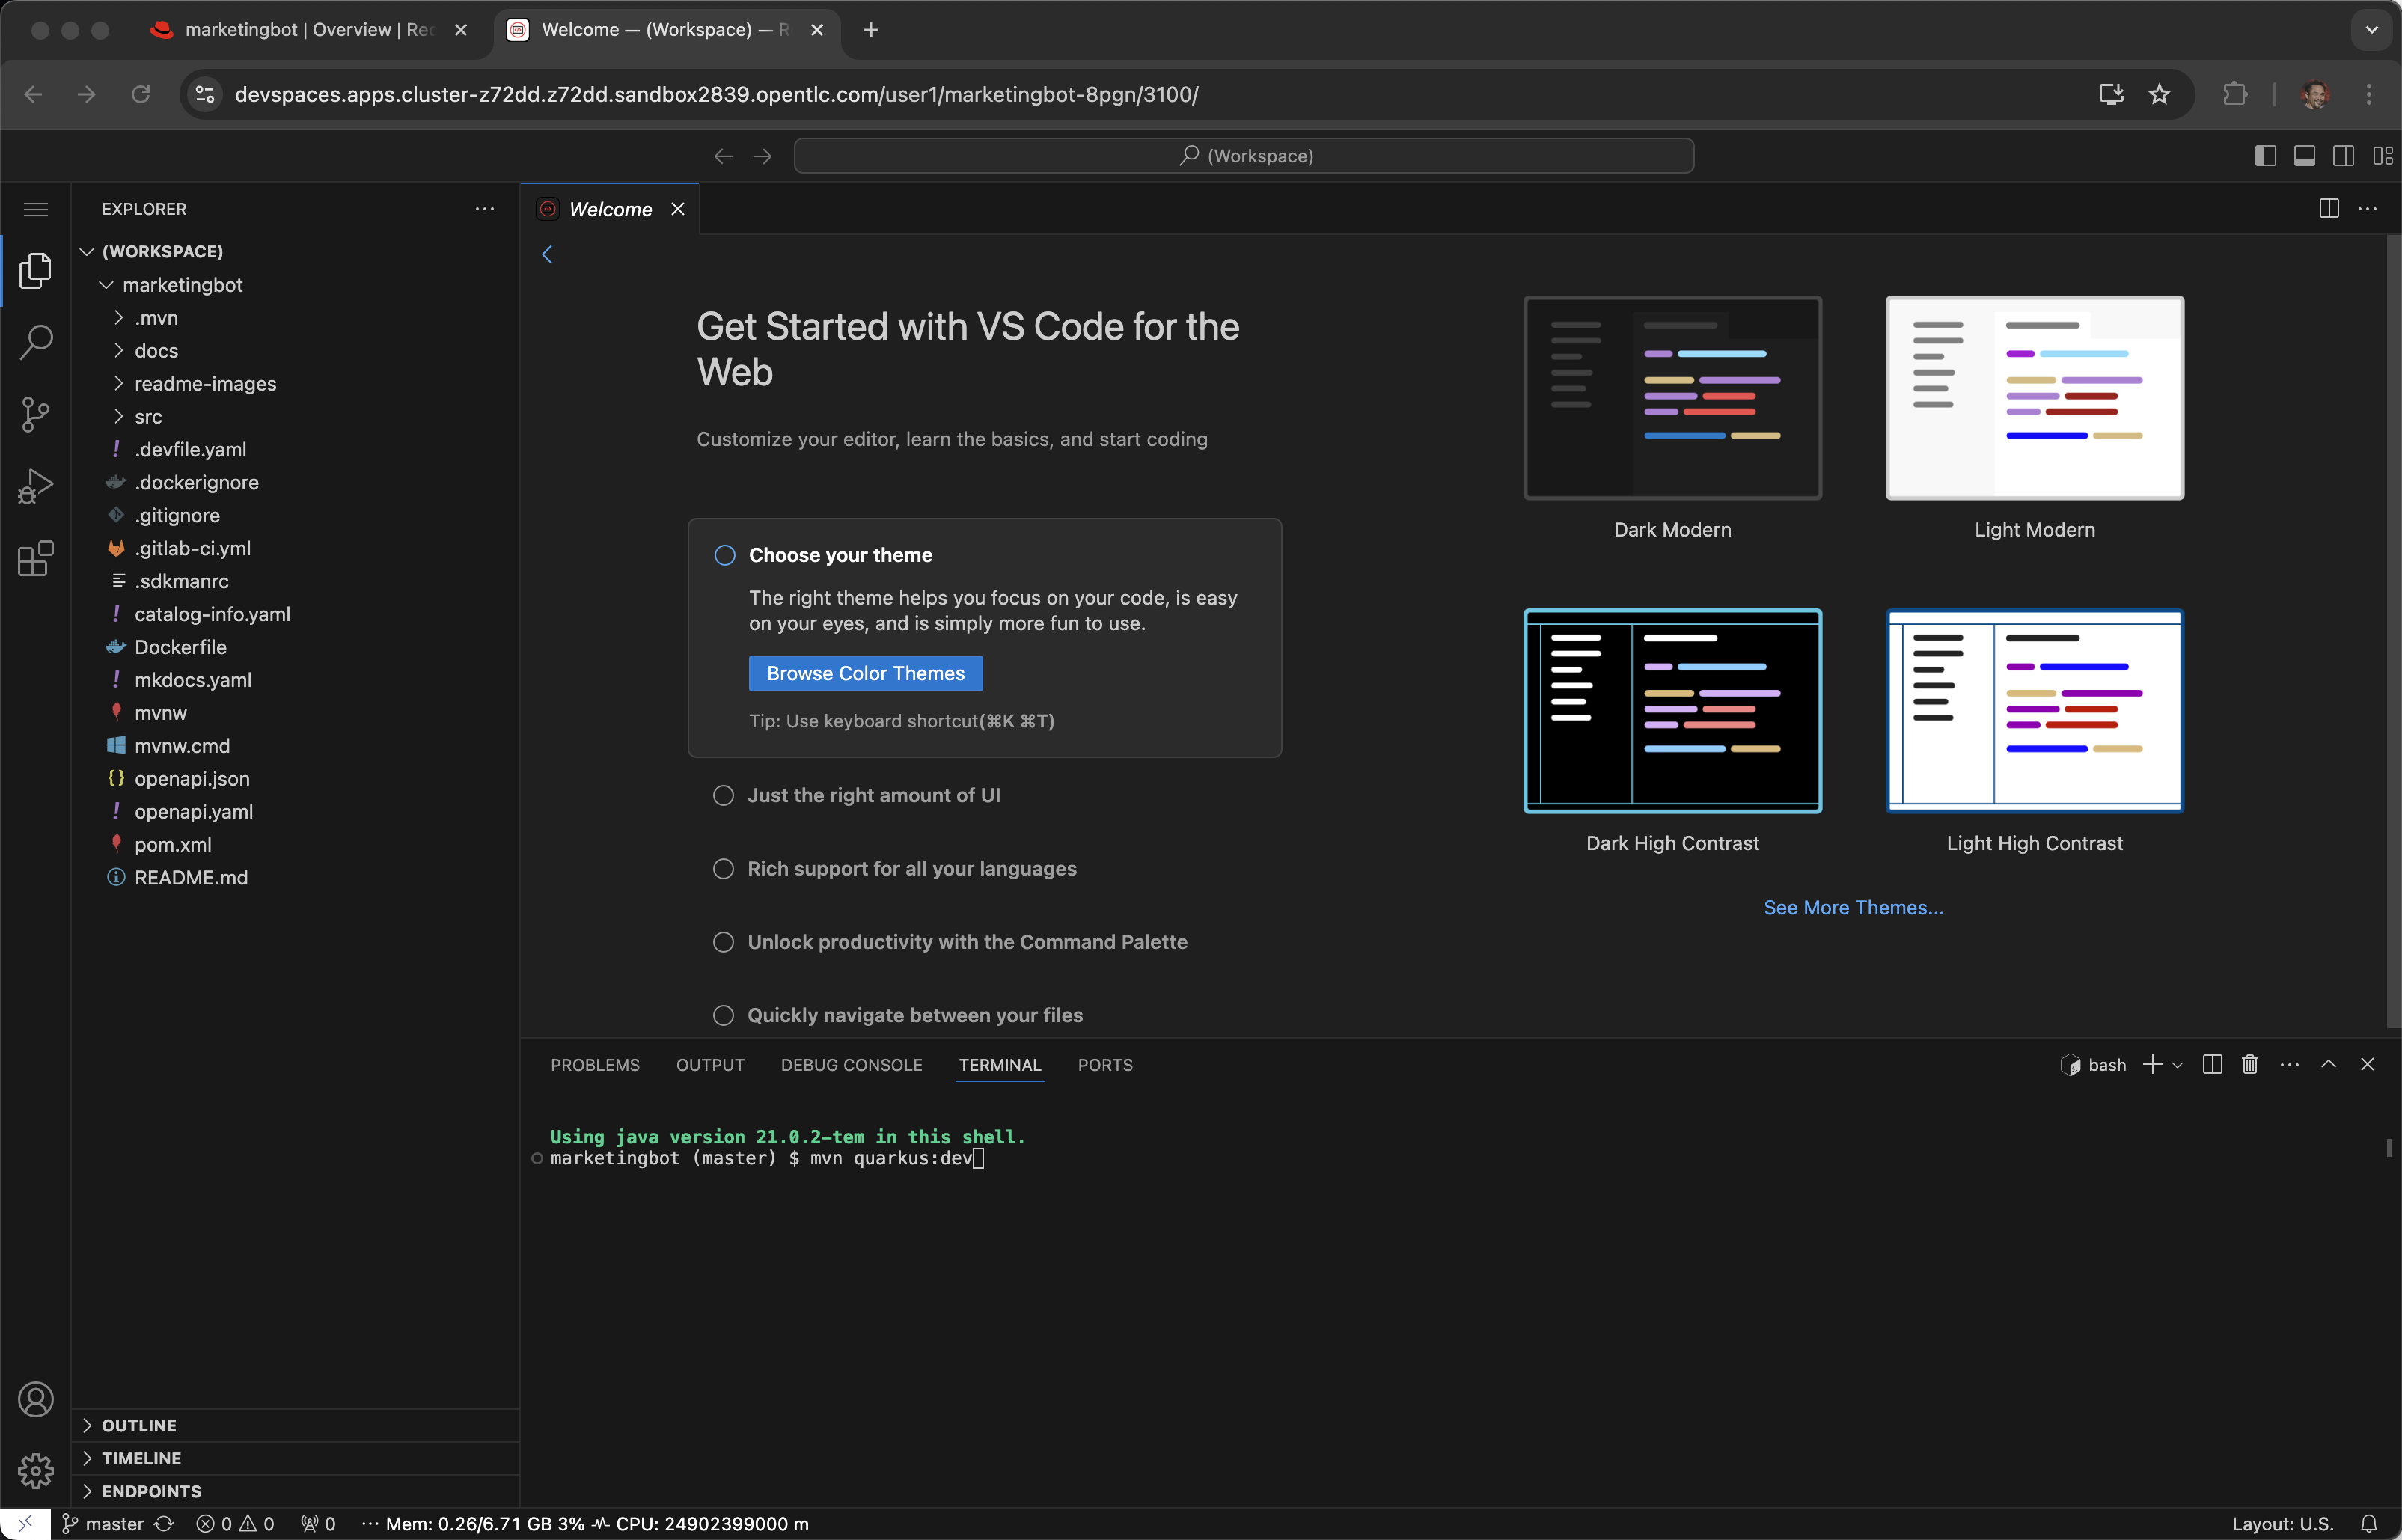 marketingbot | Overview | Rec
Welcome — (Workspace) — R
devspaces.apps.cluster-z72dd.z72dd.sandbox2839.opentlc.com/user1/marketingbot-8pgn/3100/
(Workspace)
EXPLORER
Welcome
(WORKSPACE)
marketingbot
.mvn
docs
readme-images
src
.devfile.yaml
.dockerignore
.gitignore
.gitlab-ci.yml
.sdkmanrc
catalog-info.yaml
Dockerfile
mkdocs.yaml
mvnw
mvnw.cmd
openapi.json
openapi.yaml
pom.xml
README.md
OUTLINE
TIMELINE
ENDPOINTS
Get Started with VS Code for the
Web
Customize your editor, learn the basics, and start coding
Choose your theme
The right theme helps you focus on your code, is easy
on your eyes, and is simply more fun to use.
Browse Color Themes
Tip: Use keyboard shortcut(⌘K ⌘T)
Just the right amount of UI
Rich support for all your languages
Unlock productivity with the Command Palette
Quickly navigate between your files
Dark Modern
Light Modern
Dark High Contrast
Light High Contrast
See More Themes...
PROBLEMS OUTPUT DEBUG CONSOLE TERMINAL PORTS
bash
Using java version 21.0.2-tem in this shell.
marketingbot (master) $ mvn quarkus:dev
master 0 0 0 ··· Mem: 0.26/6.71 GB 3% CPU: 24902399000 m
Layout: U.S.